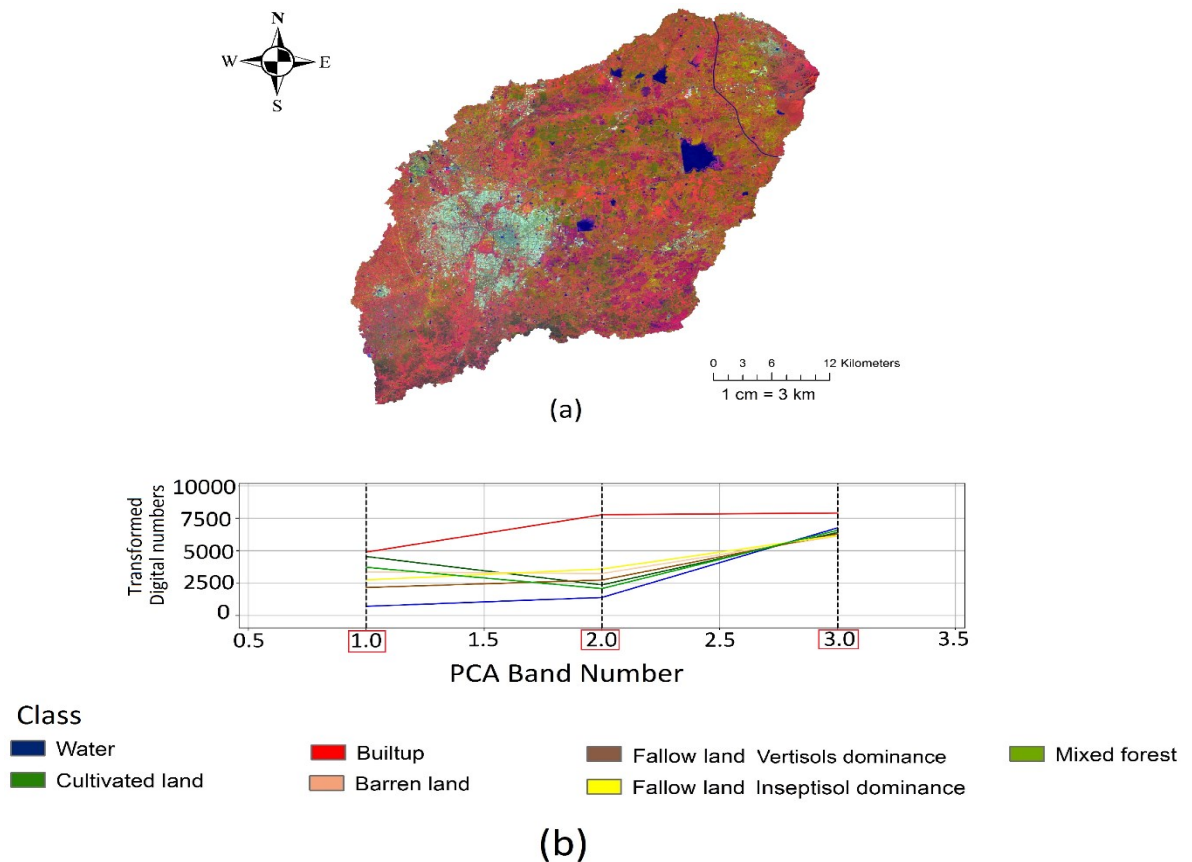 N
W E
S
0 3 6 12 Kilometers
1 cm = 3 km
(a)
Transformed
Digital numbers
10000
7500
5000
2500
0
0.5 1.0 1.5 2.0 2.5 3.0 3.5
PCA Band Number
Class
Water Builtup Fallow land Vertisols dominance Mixed forest
Cultivated land Barren land Fallow land Inseptisol dominance
(b)